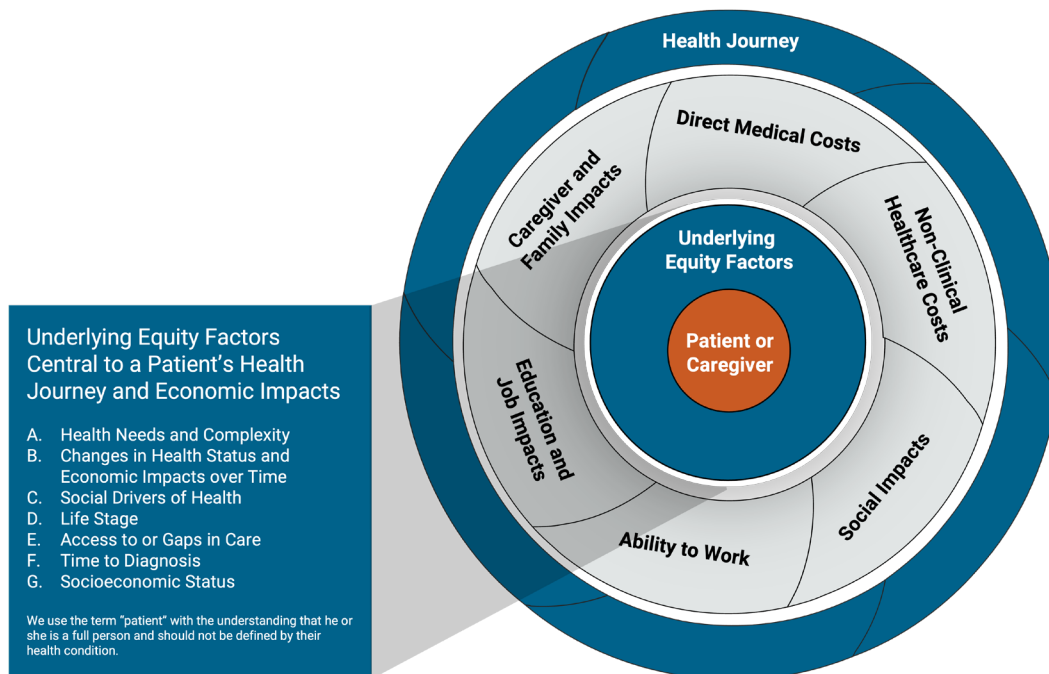 Health Journey
Direct Medical Costs
Caregiver and
Family Impacts
Non-Clinical
Healthcare Costs
Underlying
Equity Factors
Patient or
Caregiver
Education and
Job Impacts
Social Impacts
Ability to Work
Underlying Equity Factors
Central to a Patient’s Health
Journey and Economic Impacts
A. Health Needs and Complexity
B. Changes in Health Status and
Economic Impacts over Time
C. Social Drivers of Health
D. Life Stage
E. Access to or Gaps in Care
F. Time to Diagnosis
G. Socioeconomic Status
We use the term “patient” with the understanding that he or
she is a full person and should not be defined by their
health condition.